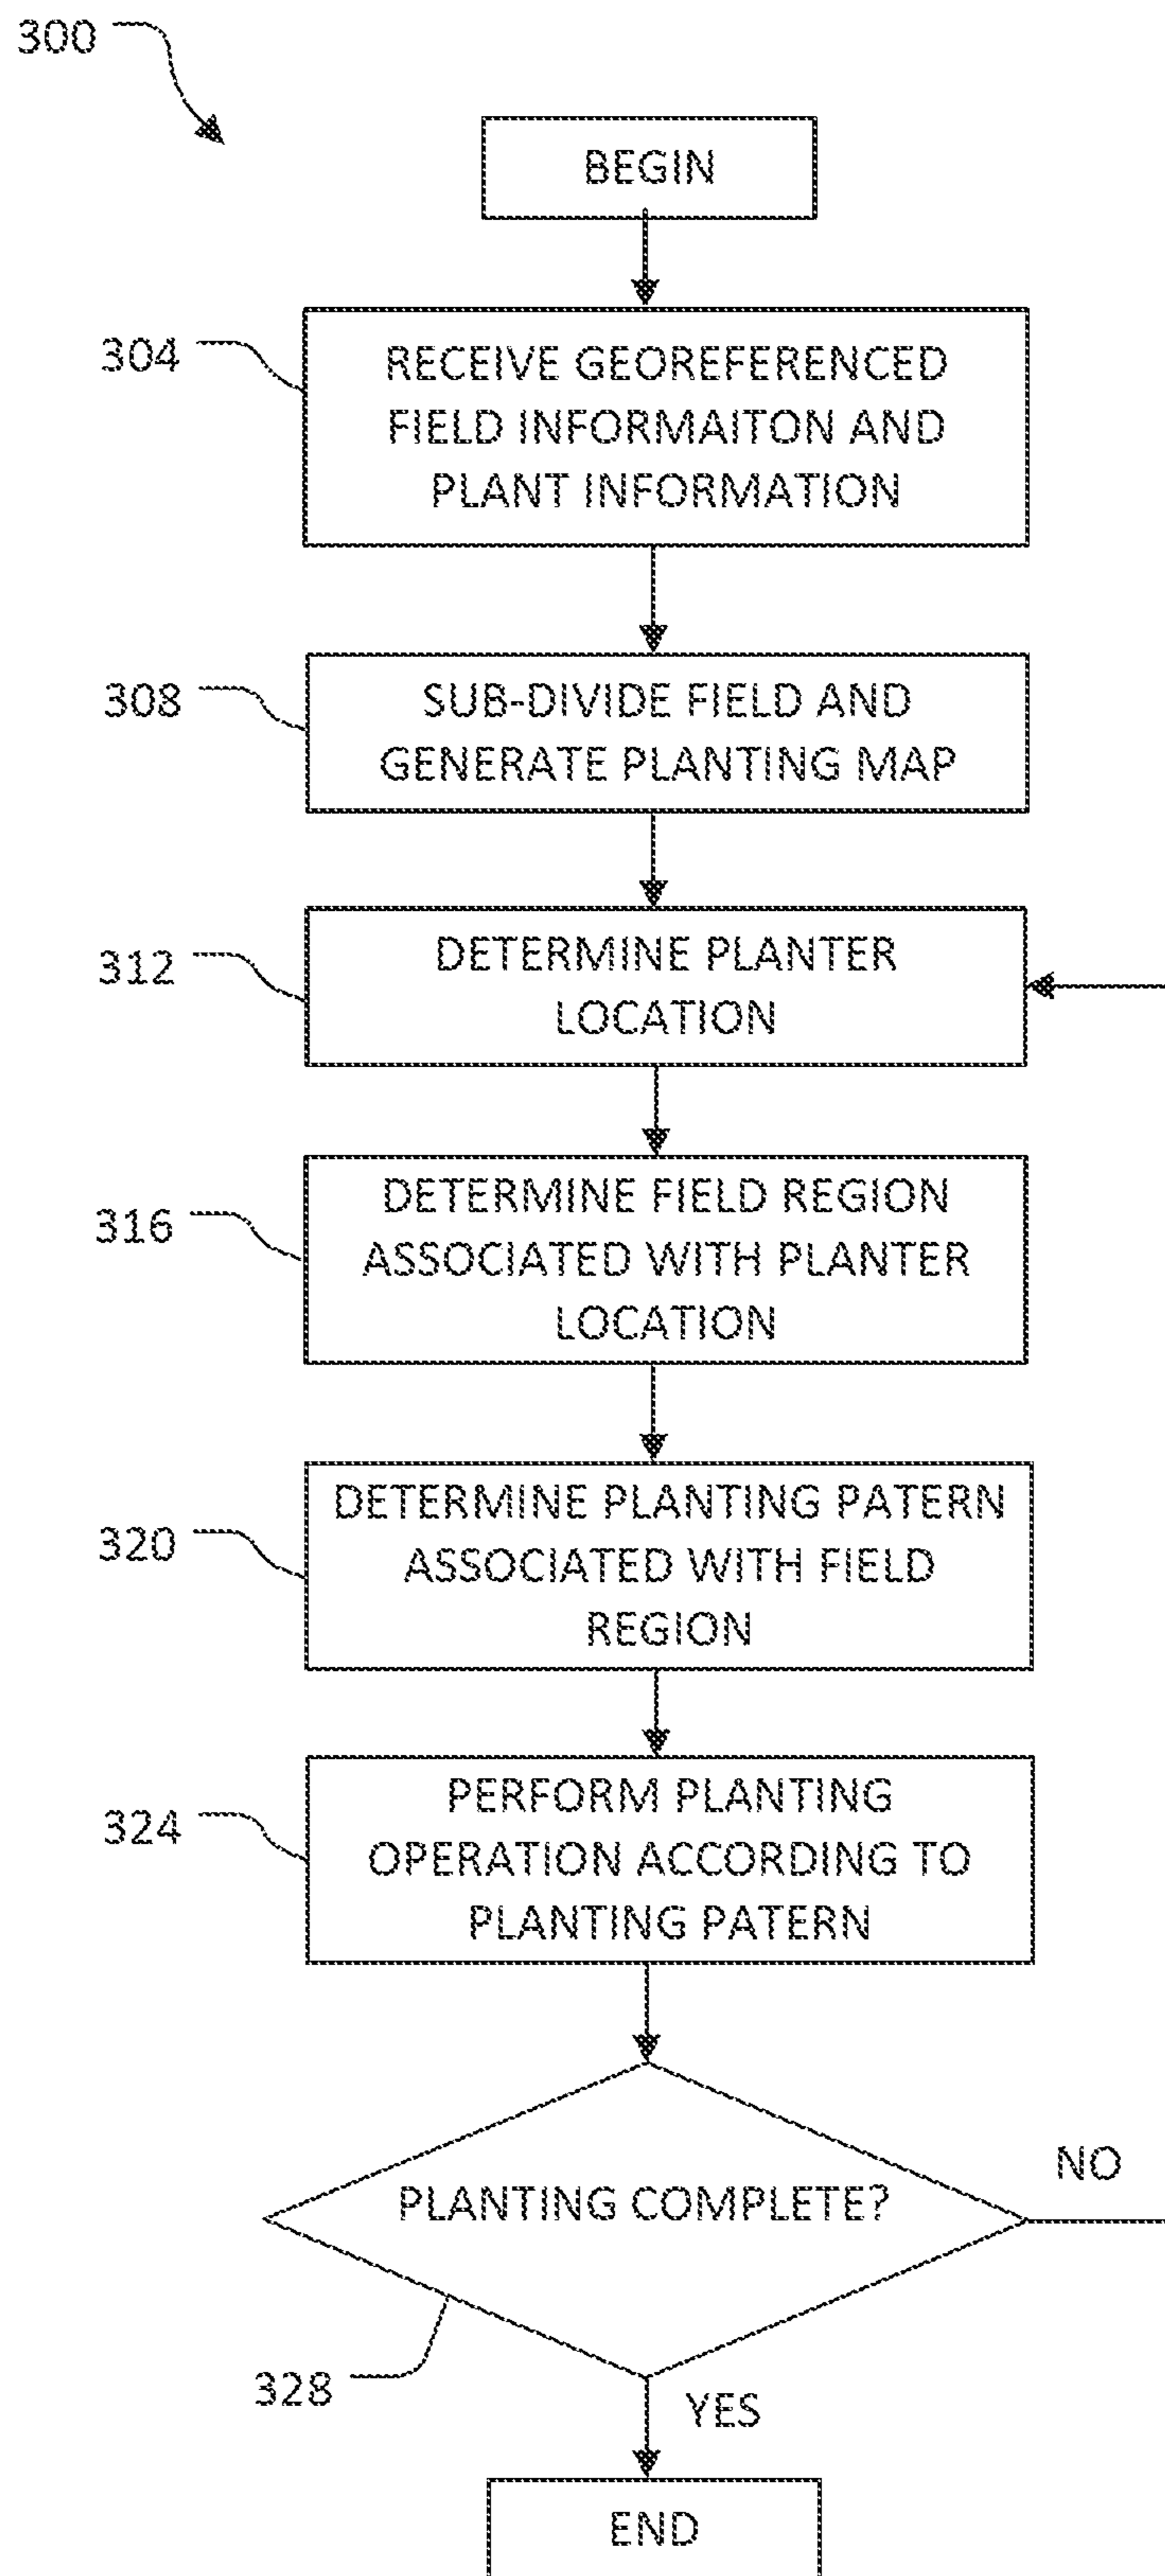 300
BEGIN
304
RECEIVE GEOREFERENCED
FIELD INFORMAITON AND
PLANT INFORMATION
308
SUB-DIVIDE FIELD AND
GENERATE PLANTING MAP
312
DETERMINE PLANTER
LOCATION
316
DETERMINE FIELD REGION
ASSOCIATED WITH PLANTER
LOCATION
320
DETERMINE PLANTING PATERN
ASSOCIATED WITH FIELD
REGION
324
PERFORM PLANTING
OPERATION ACCORDING TO
PLANTING PATERN
PLANTING COMPLETE?
NO
328
YES
END